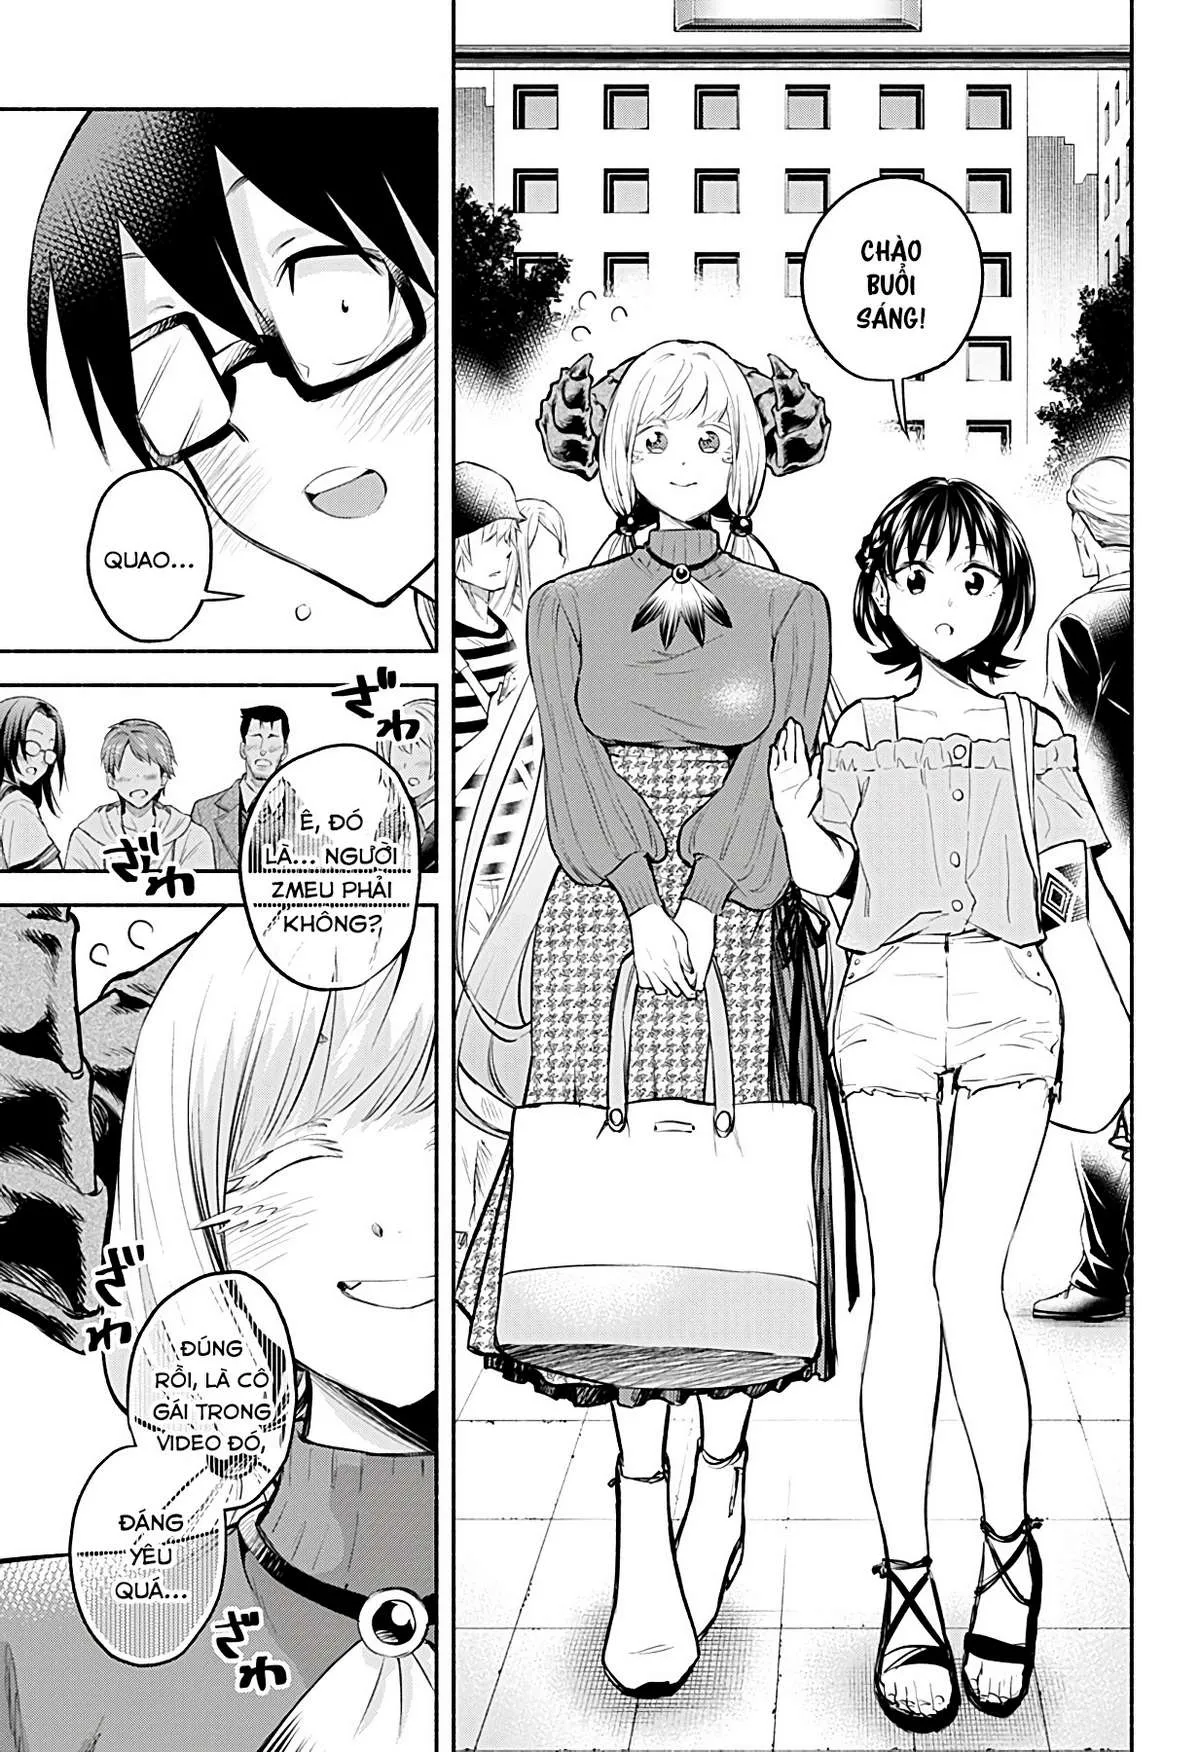 CHÀO
BUỔI
SÁNG!
QUAO...
ざわ
ざわ
Ê, ĐÓ
LÀ... NGƯỜI
ZMEU PHẢI
KHÔNG?
ざわ
ĐÚNG
RỒI, LÀ CÔ
GÁI TRONG
VIDEO ĐÓ,
ĐÁNG
YÊU
QUÁ...
ざわ